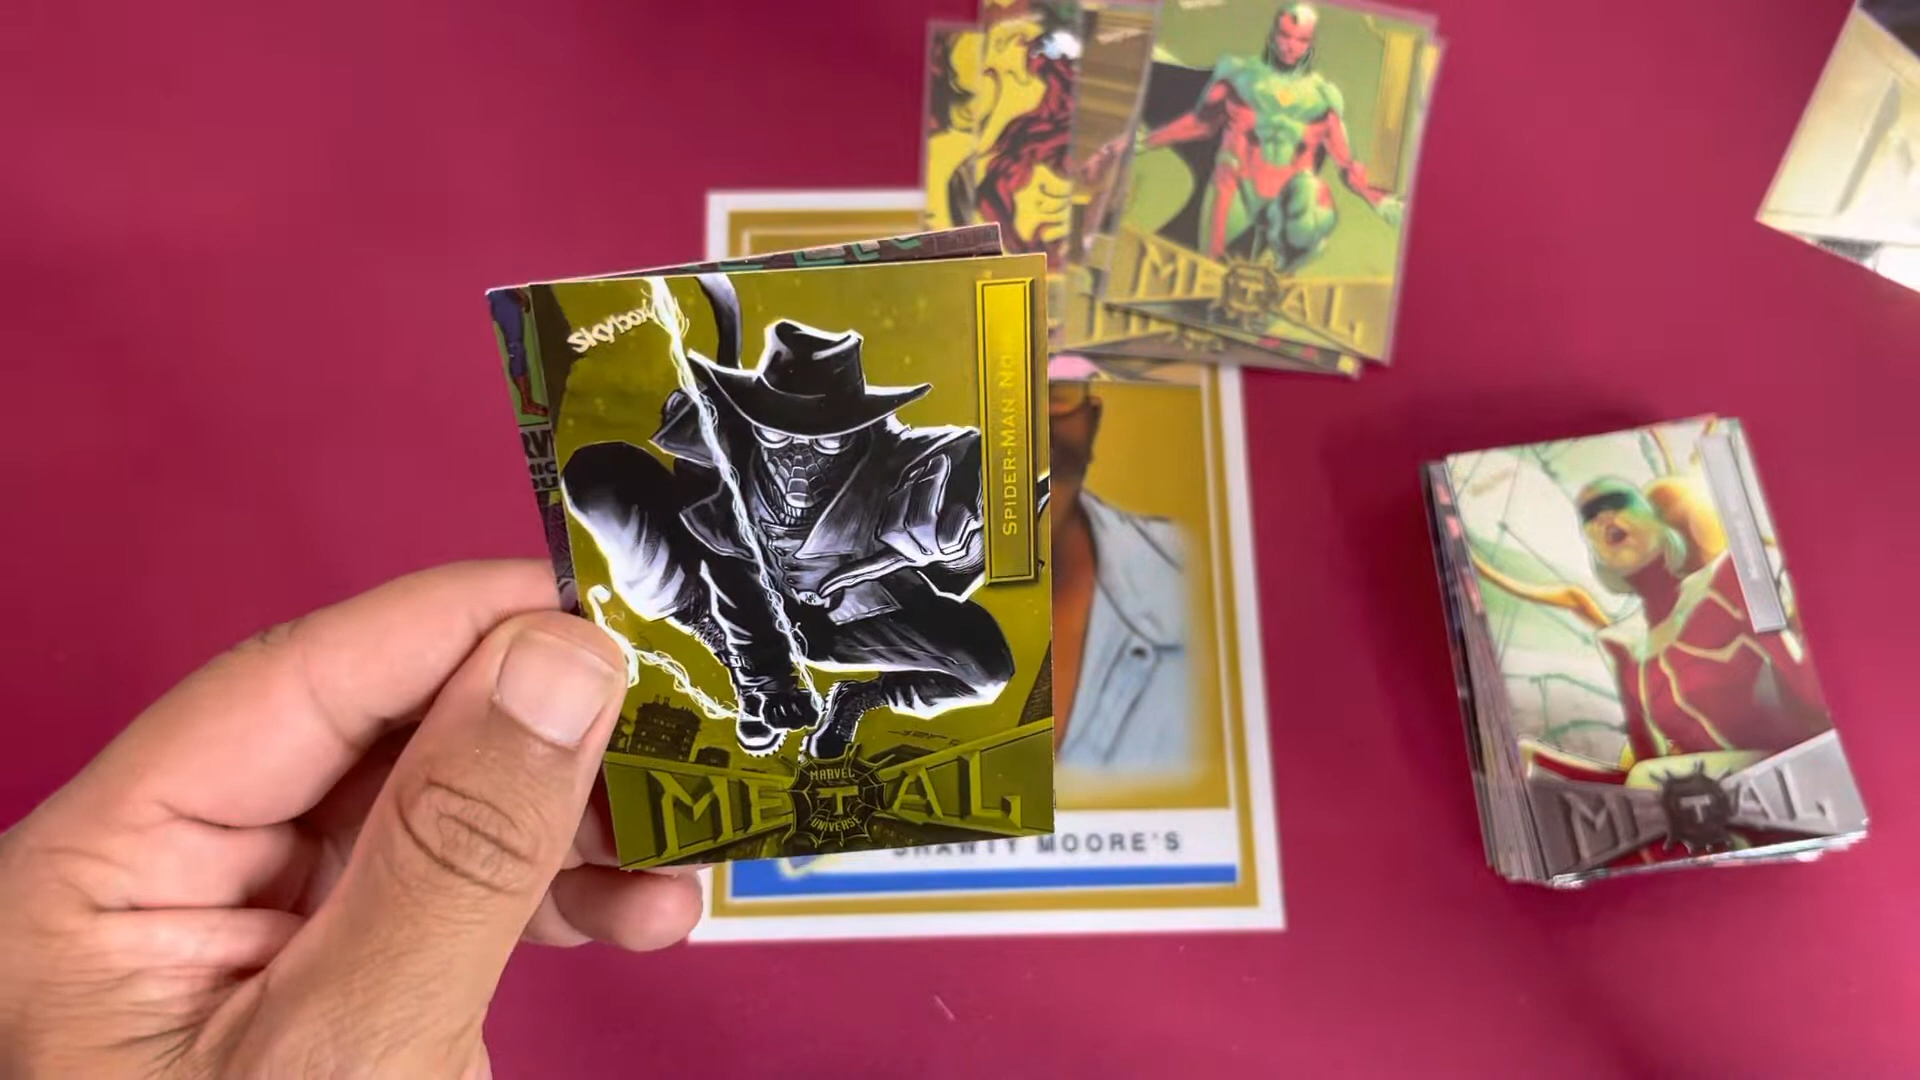 skybox
SPIDER-MAN NO
METAL
MARVEL
T
UNIVERSE
METAL
T
SHAWTY MOORE'S
METAL
T